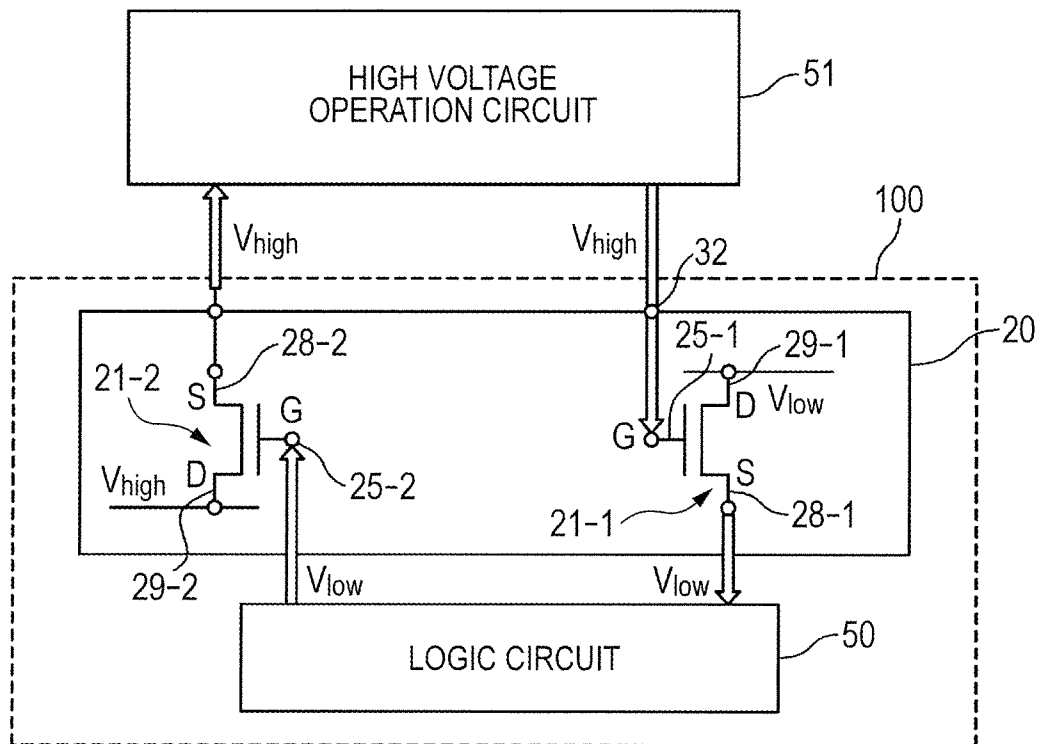 HIGH VOLTAGE
OPERATION CIRCUIT
51
100
Vhigh
Vhigh
32
20
28-2
25-1
29-1
21-2
S
G
D
Vlow
G
D
S
Vhigh
25-2
21-1
28-1
29-2
Vlow
Vlow
LOGIC CIRCUIT
50